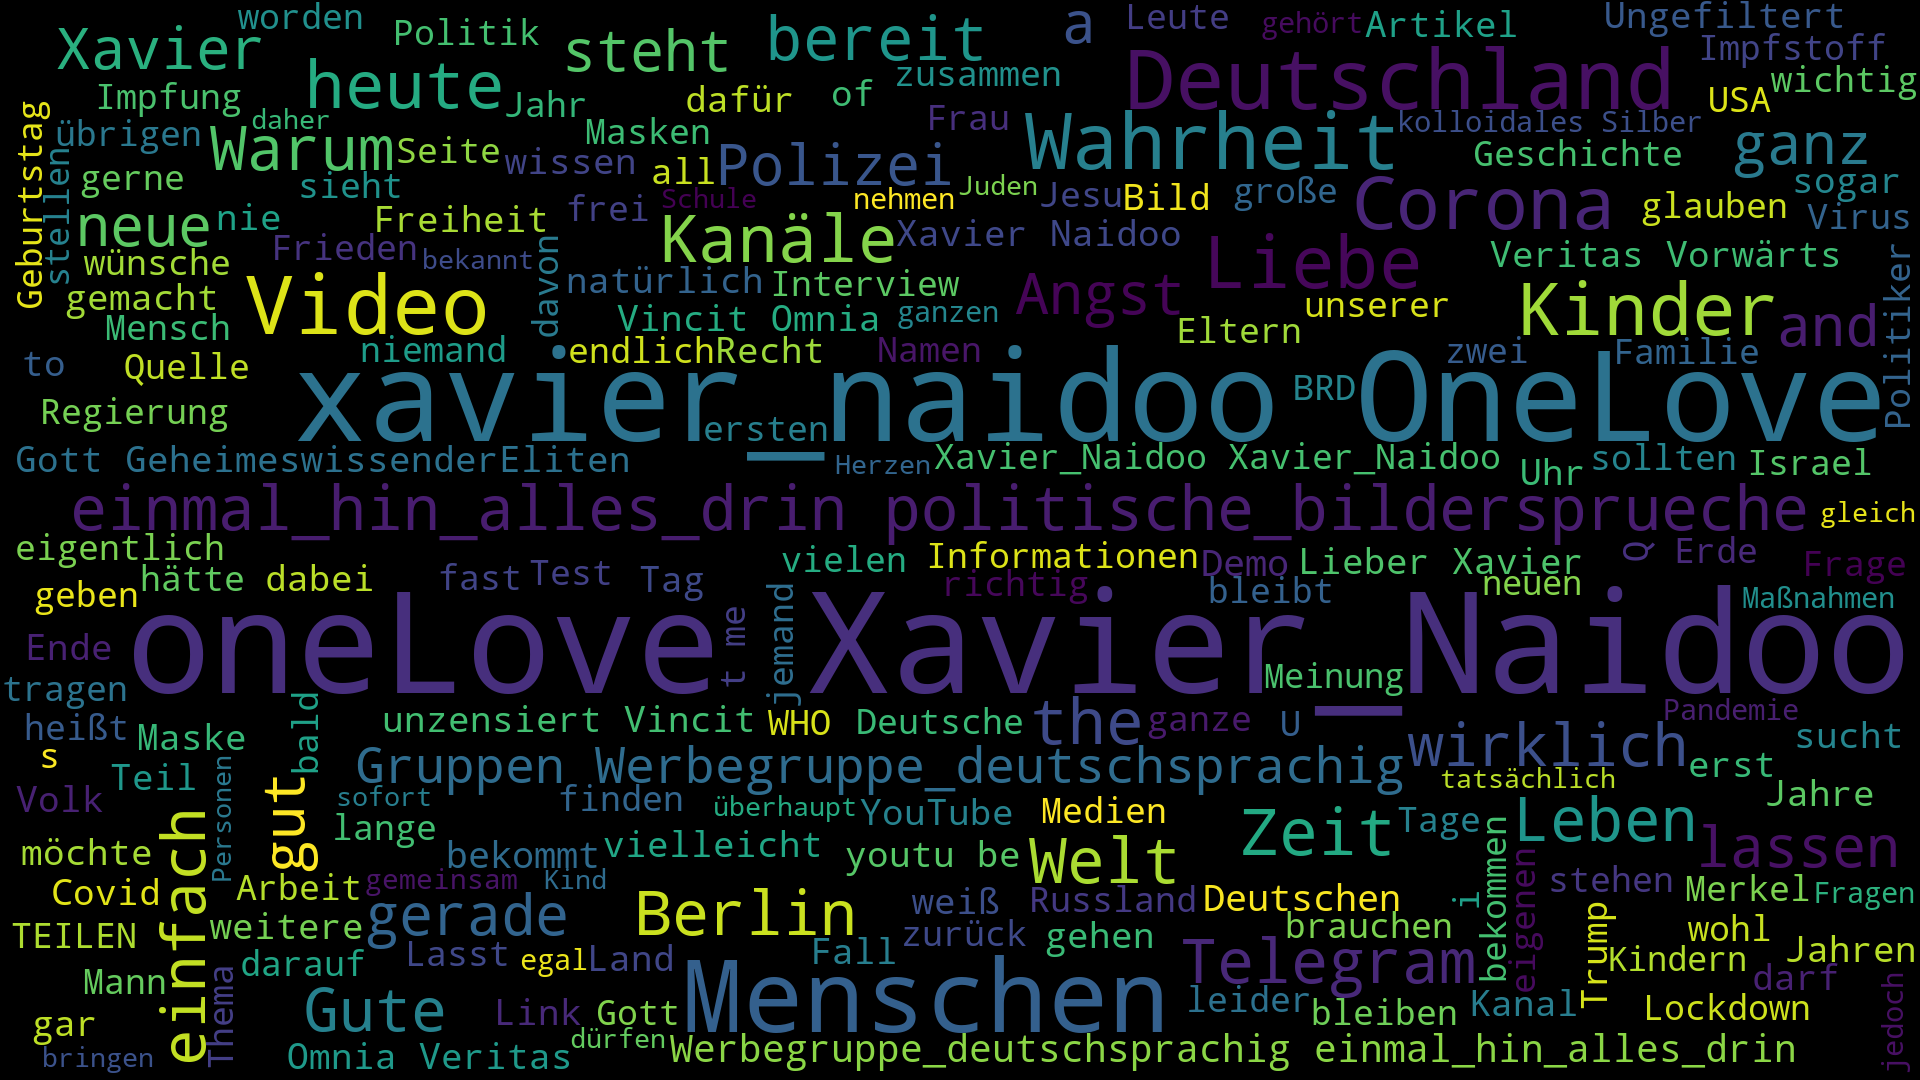 worden
Politik
Xavier
steht
bereit
a
Leute
gehört
Artikel
Ungefiltert
Impfstoff
heute
Impfung
Jahr
dafür
of
zusammen
Deutschland
USA
wichtig
Geburtstag
übrigen
daher
Warum
Seite
wissen
Masken
all
Polizei
Frau
Wahrheit
kolloidales Silber
Geschichte
ganz
stellen
gerne
sieht
Schule
nehmen
Juden
Jesu
Bild
große
Corona
sogar
glauben
Virus
neue
nie
Freiheit
frei
Kanäle
Xavier Naidoo
Frieden
bekannt
davon
natürlich
Interview
Angst
Liebe
Veritas Vorwärts
Politiker
wünsche
gemacht
Mensch
Video
Vincit Omnia
ganzen
unserer
Eltern
Kinder
and
to
Quelle
niemand
endlich
Recht
Namen
zwei
Familie
Regierung
xavier_naidoo OneLove
BRD
ersten
Gott GeheimeswissenderEliten
Herzen
Xavier_Naidoo Xavier_Naidoo
Uhr
sollten
Israel
einmal_hin_alles_drin politische_bildersprueche
gleich
eigentlich
vielen
Informationen
Demo
Lieber Xavier
Q
Erde
Frage
geben
hätte
dabei
fast
Test
Tag
richtig
bleibt
neuen
Maßnahmen
Ende
oneLove Xavier_Naidoo
t me
jemand
Meinung
tragen
heißt
Maske
bald
unzensiert Vincit
WHO
Deutsche
the
ganze
U
Pandemie
sucht
s
Teil
Personen
gut
Gruppen Werbegruppe_deutschsprachig
wirklich
tatsächlich
erst
Volk
sofort
finden
überhaupt
YouTube
Medien
Zeit
Tage
Leben
Jahre
möchte
einfach
lange
bekommt
vielleicht
youtu be
Welt
bekommen
lassen
Covid
Arbeit
gemeinsam
Kind
Berlin
weiß
Russland
Deutschen
i
eigenen
stehen
Merkel
Fragen
TEILEN
weitere
gerade
zurück
gehen
brauchen
Trump
wohl
Jahren
Mann
Thema
darauf
Lasst
egal
Land
Fall
Telegram
Kindern
darf
gar
Gute
Link
Gott
Menschen
leider
bleiben
Kanal
Lockdown
jedoch
bringen
Omnia Veritas
dürfen
Werbegruppe_deutschsprachig einmal_hin_alles_drin